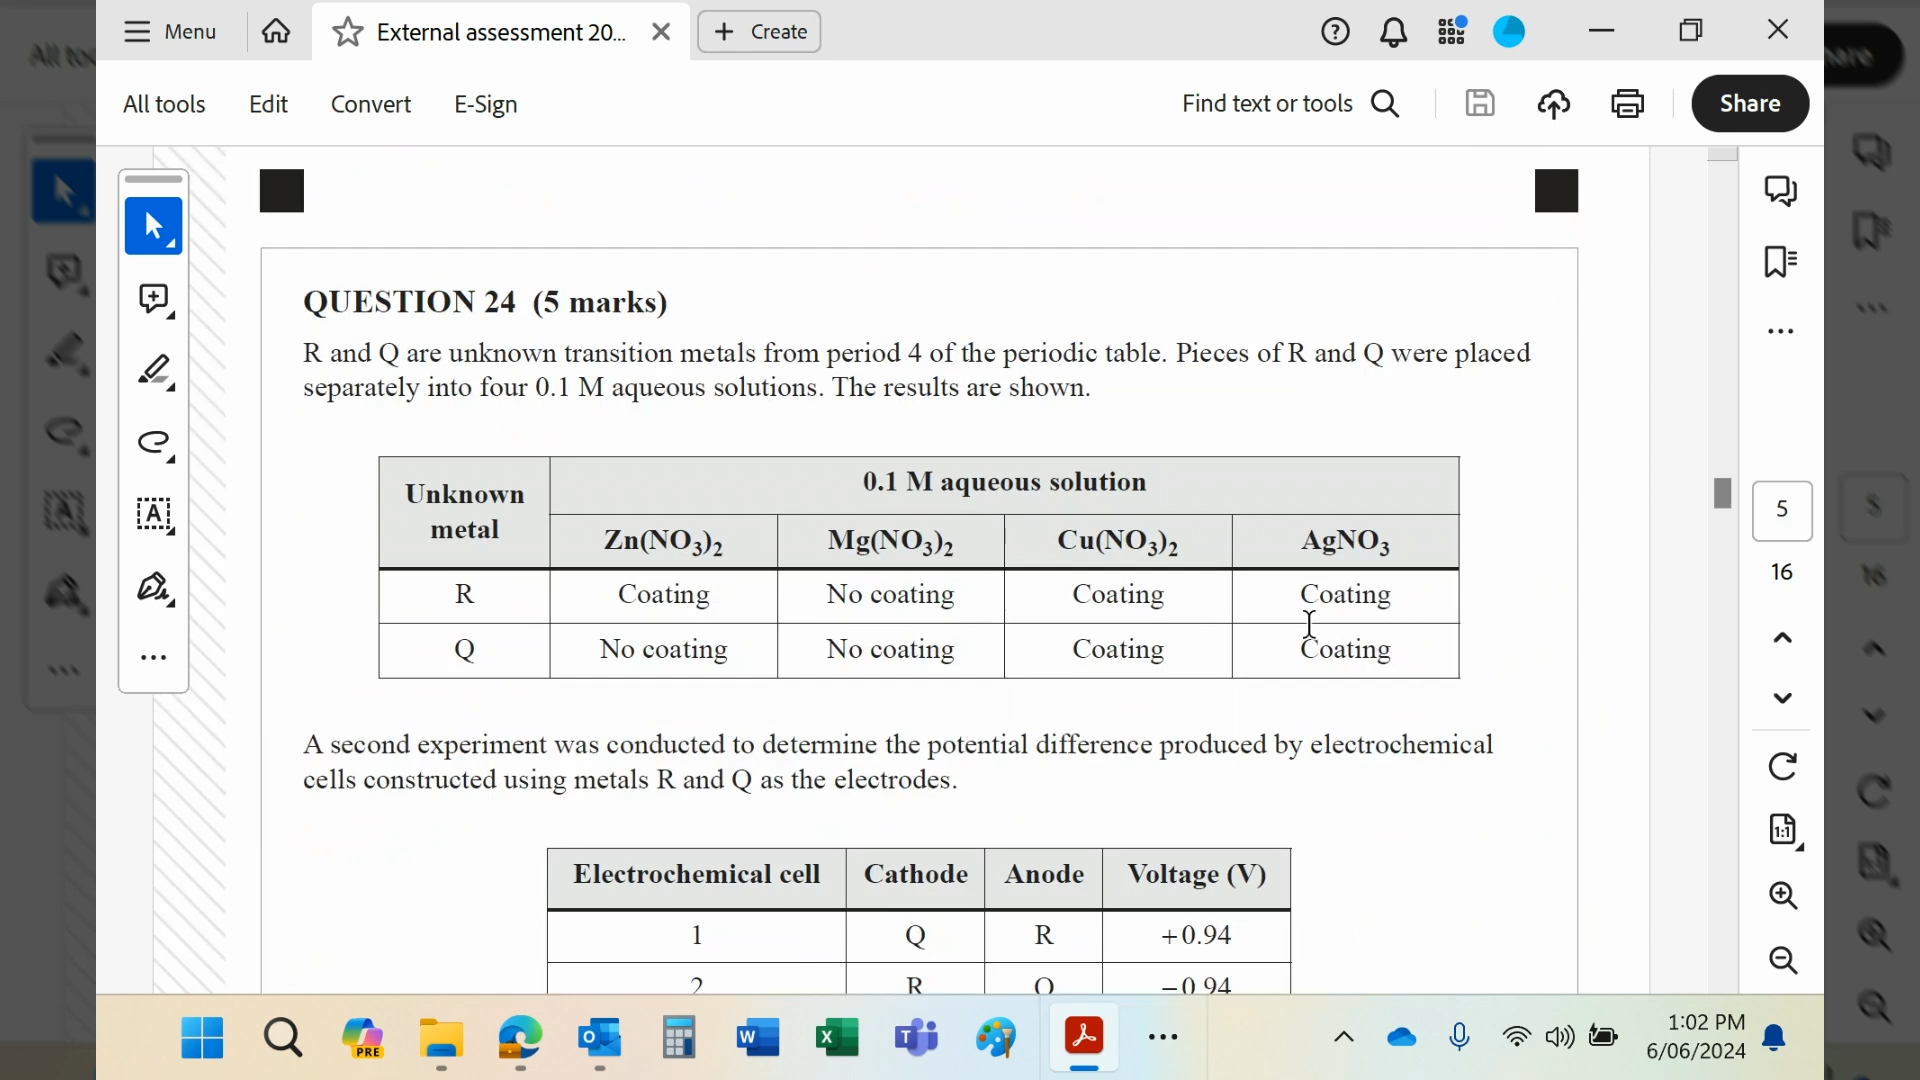 Menu
External assessment 20...
Create
All tools
Edit
Convert
E-Sign
Find text or tools
Share
QUESTION 24 (5 marks)
R and Q are unknown transition metals from period 4 of the periodic table. Pieces of R and Q were placed
separately into four 0.1 M aqueous solutions. The results are shown.
Unknown metal
0.1 M aqueous solution
Zn(NO3)2 Mg(NO3)2 Cu(NO3)2 AgNO3
R Coating No coating Coating Coating
Q No coating No coating Coating Coating
A second experiment was conducted to determine the potential difference produced by electrochemical
cells constructed using metals R and Q as the electrodes.
Electrochemical cell Cathode Anode Voltage (V)
1 Q R +0.94
2 R Q −0.94
5
16
1:1
PRE
1:02 PM
6/06/2024